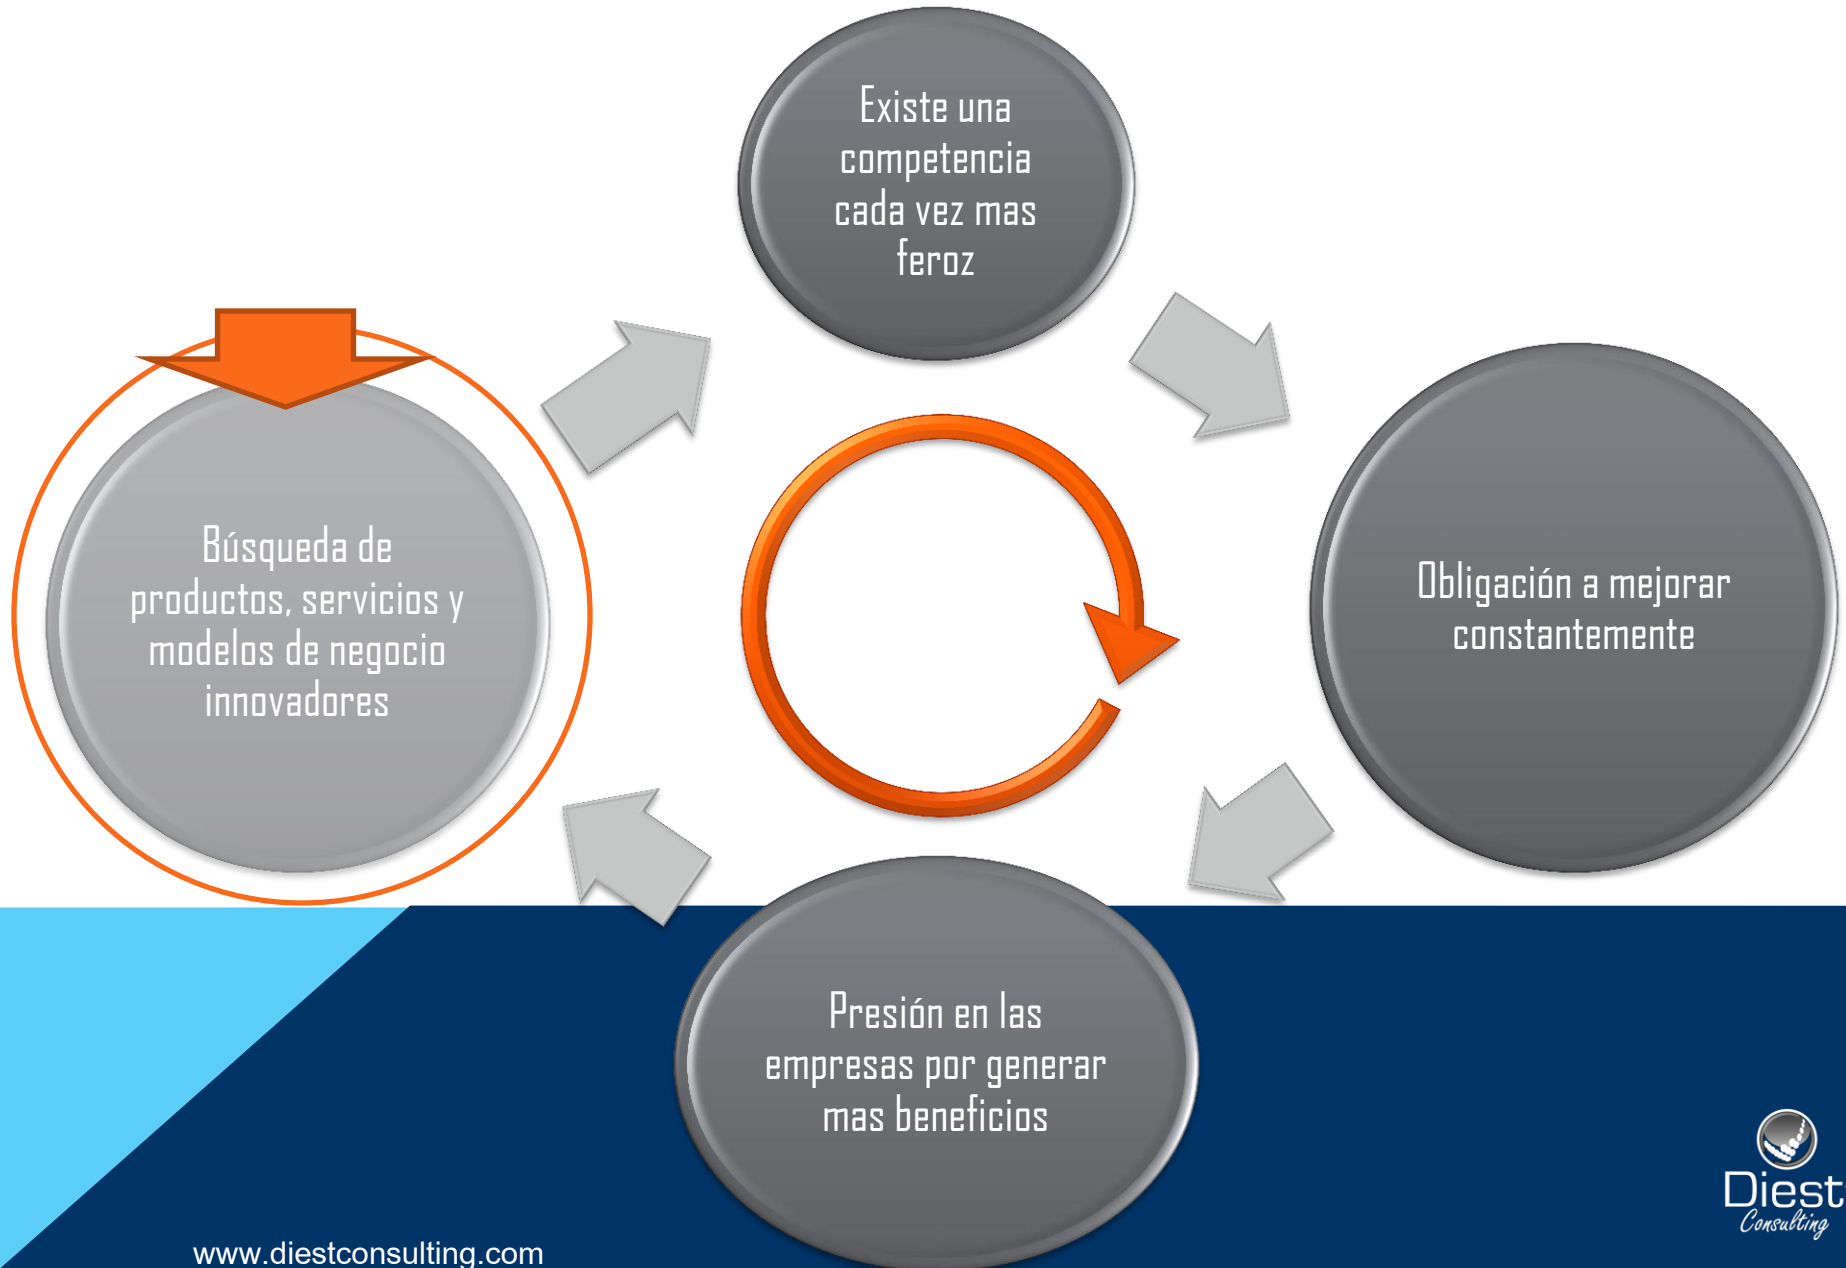 Existe una
competencia
cada vez mas
feroz
Obligación a mejorar
constantemente
Presión en las
empresas por generar
mas beneficios
Búsqueda de
productos, servicios y
modelos de negocio
innovadores
www.diestconsulting.com
Diest
Consulting